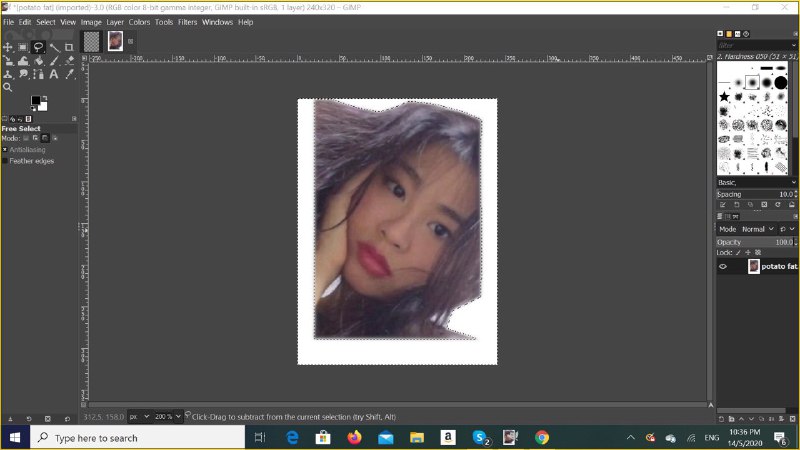 *[potato fat] (imported)-3.0 (RGB color 8-bit gamma integer, GIMP built-in sRGB, 1 layer) 240x320 – GIMP
File Edit Select View Image Layer Colors Tools Filters Windows Help
filter
2. Hardness 050 (51 × 51)
Free Select
Mode:
Antialiasing
Feather edges
Basic,
Spacing 10.0
Mode Normal
Opacity 100.0
Lock:
potato fat
312.5, 158.0 px 200 % Click-Drag to subtract from the current selection (try Shift, Alt)
Type here to search
ENG
10:36 PM
14/5/2020